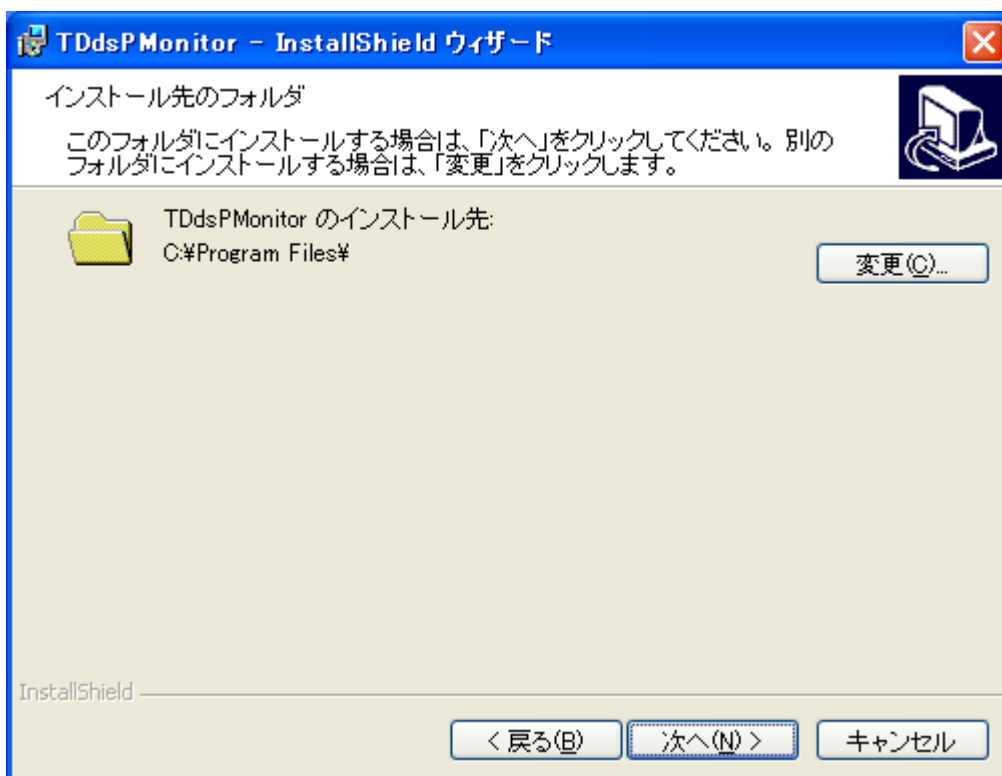 TDdsPMonitor - InstallShield ウィザード
インストール先のフォルダ
このフォルダにインストールする場合は、「次へ」をクリックしてください。別の
フォルダにインストールする場合は、「変更」をクリックします。
TDdsPMonitor のインストール先:
C:¥Program Files¥
変更(C)...
InstallShield
< 戻る(B)
次へ(N) >
キャンセル